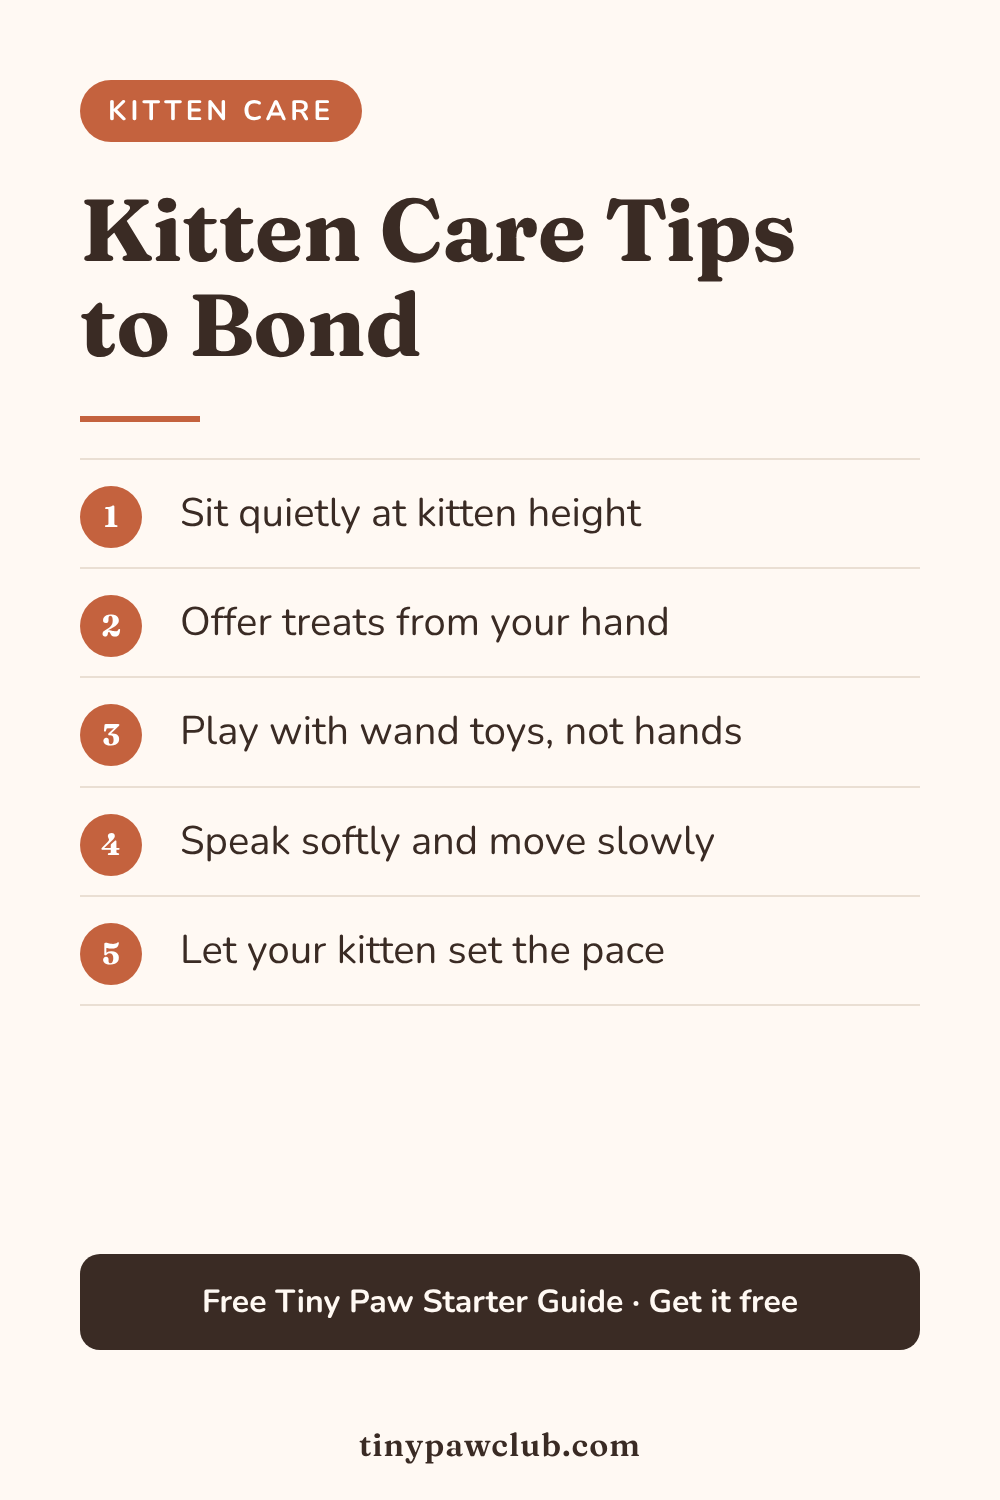 KITTEN CARE
Kitten Care Tips
to Bond
1 Sit quietly at kitten height
2 Offer treats from your hand
3 Play with wand toys, not hands
4 Speak softly and move slowly
5 Let your kitten set the pace
Free Tiny Paw Starter Guide · Get it free
tinypawclub.com